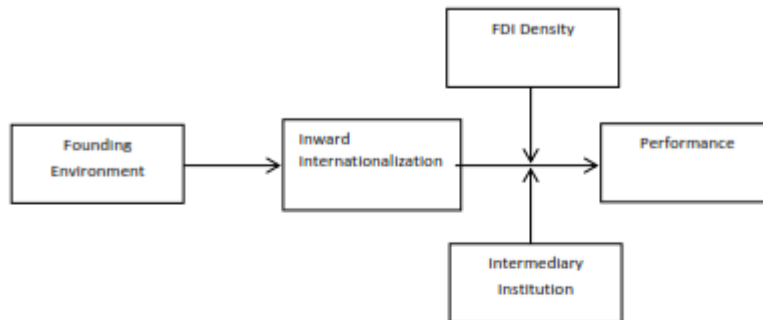 FDI Density
Founding
Environment
Inward
Internationalization
Performance
Intermediary
Institution